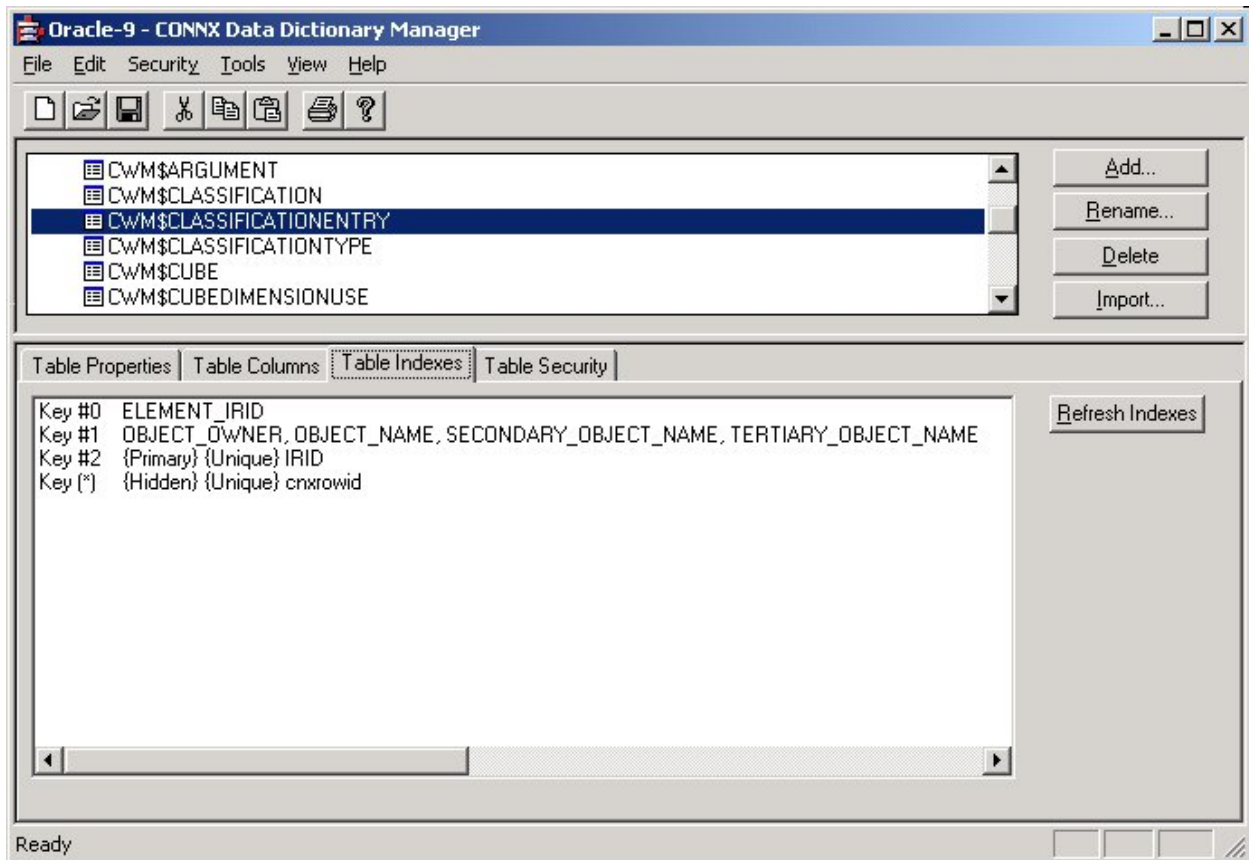 Oracle-9 - CONNX Data Dictionary Manager
File Edit Security Tools View Help
CWM$ARGUMENT
CWM$CLASSIFICATION
CWM$CLASSIFICATIONENTRY
CWM$CLASSIFICATIONTYPE
CWM$CUBE
CWM$CUBEDIMENSIONUSE
Add...
Rename...
Delete
Import...
Table Properties Table Columns Table Indexes Table Security
Key #0 ELEMENT_IRID
Key #1 OBJECT_OWNER, OBJECT_NAME, SECONDARY_OBJECT_NAME, TERTIARY_OBJECT_NAME
Key #2 {Primary} {Unique} IRID
Key (*) {Hidden} {Unique} cnxrowid
Refresh Indexes
Ready